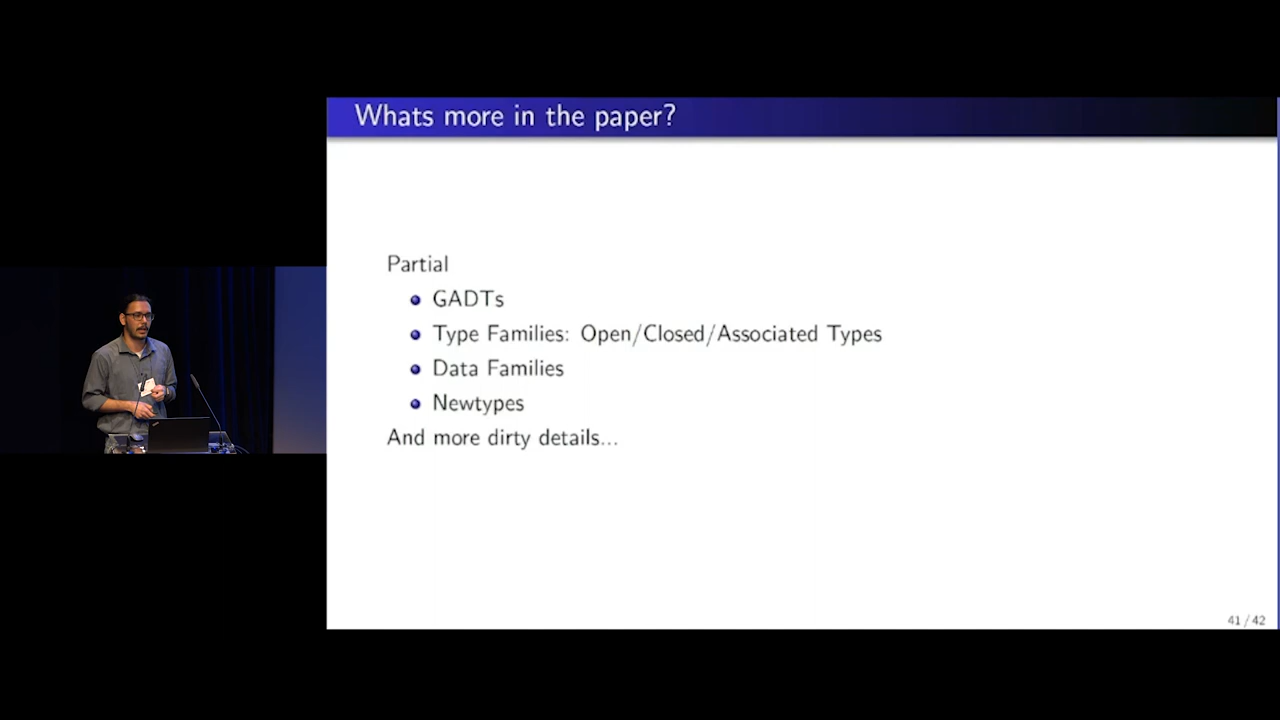 Whats more in the paper?
Partial
GADTs
Type Families: Open/Closed/Associated Types
Data Families
Newtypes
And more dirty details...
41 / 42